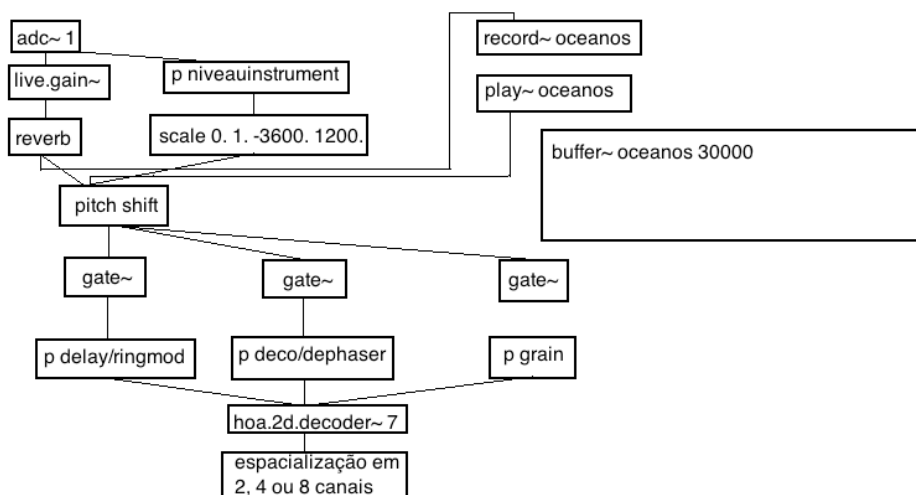 adc~ 1
record~ oceanos
live.gain~
p niveauinstrument
play~ oceanos
reverb
scale 0. 1. -3600. 1200.
buffer~ oceanos 30000
pitch shift
gate~
gate~
gate~
p delay/ringmod
p deco/dephaser
p grain
hoa.2d.decoder~ 7
espacialização em
2, 4 ou 8 canais